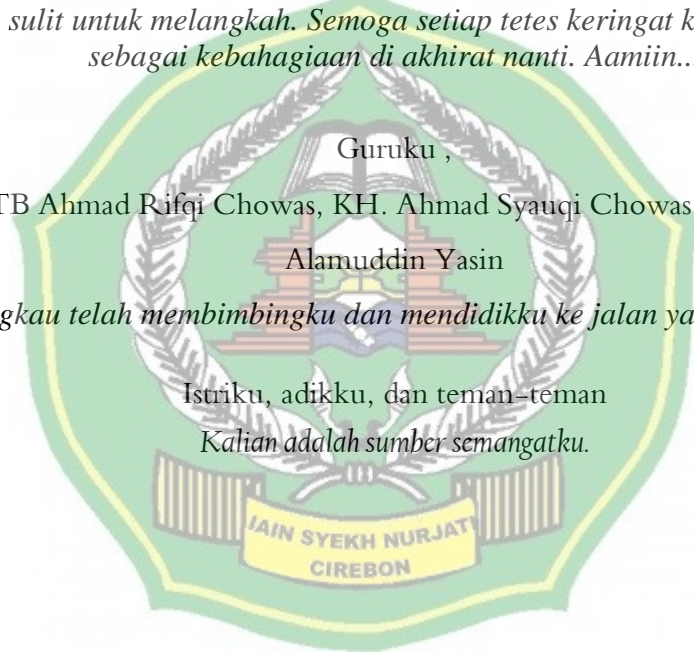 sulit untuk melangkah. Semoga setiap tetes keringat k
sebagai kebahagiaan di akhirat nanti. Aamiin...
Guruku ,
TB Ahmad Rifqi Chowas, KH. Ahmad Syauqi Chowas
Alamuddin Yasin
gkau telah membimbingku dan mendidikku ke jalan ya
Istriku, adikku, dan teman-teman
Kalian adalah sumber semangatku.
IAIN SYEKH NURJATI
CIREBON